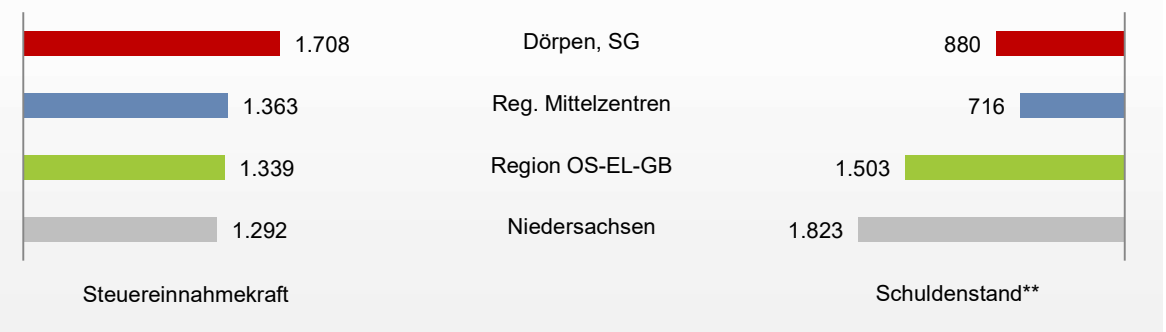 1.708 Dörpen, SG 880
1.363 Reg. Mittelzentren 716
1.339 Region OS-EL-GB 1.503
1.292 Niedersachsen 1.823
Steuereinnahmekraft Schuldenstand**